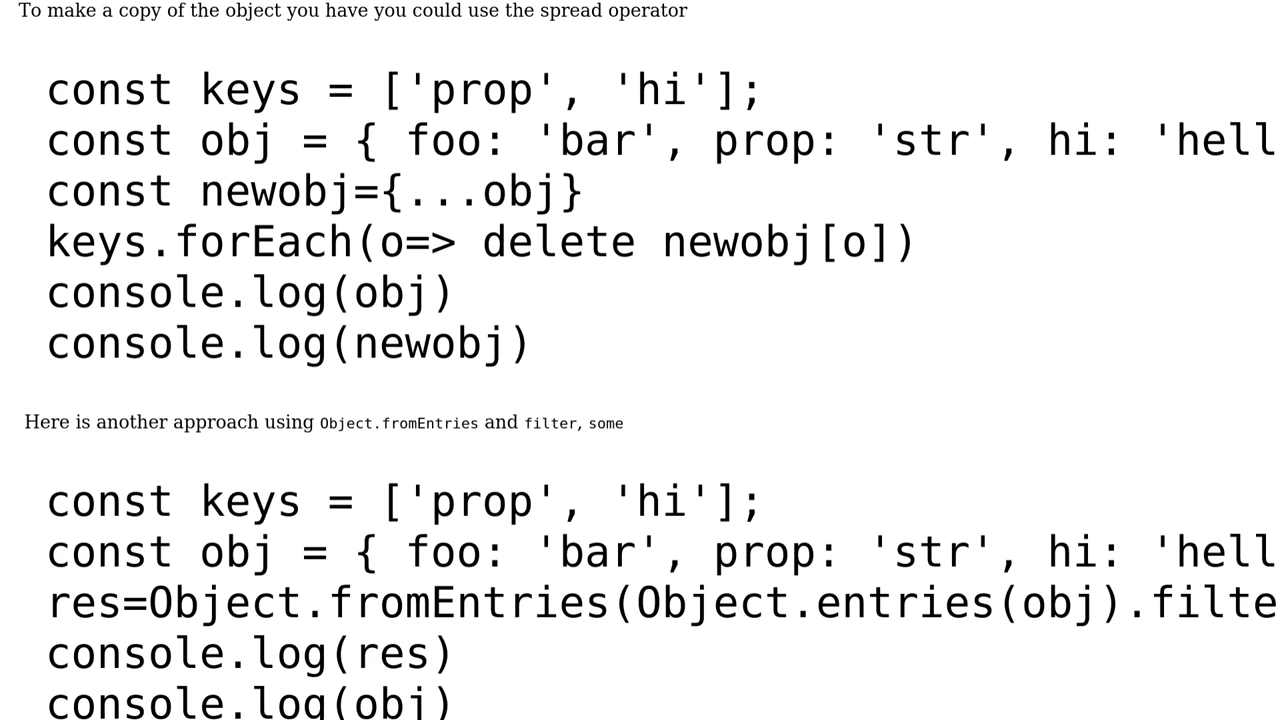 To make a copy of the object you have you could use the spread operator
const keys = ['prop', 'hi'];
const obj = { foo: 'bar', prop: 'str', hi: 'hell
const newobj={...obj}
keys.forEach(o=> delete newobj[o])
console.log(obj)
console.log(newobj)
Here is another approach using Object.fromEntries and filter, some
const keys = ['prop', 'hi'];
const obj = { foo: 'bar', prop: 'str', hi: 'hell
res=Object.fromEntries(Object.entries(obj).filte
console.log(res)
console.log(obj)